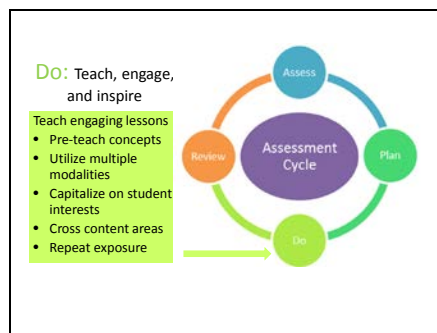 Do: Teach, engage,
and inspire
Teach engaging lessons
• Pre-teach concepts
• Utilize multiple
modalities
• Capitalize on student
interests
• Cross content areas
• Repeat exposure
Assess
Review
Assessment
Cycle
Plan
Do